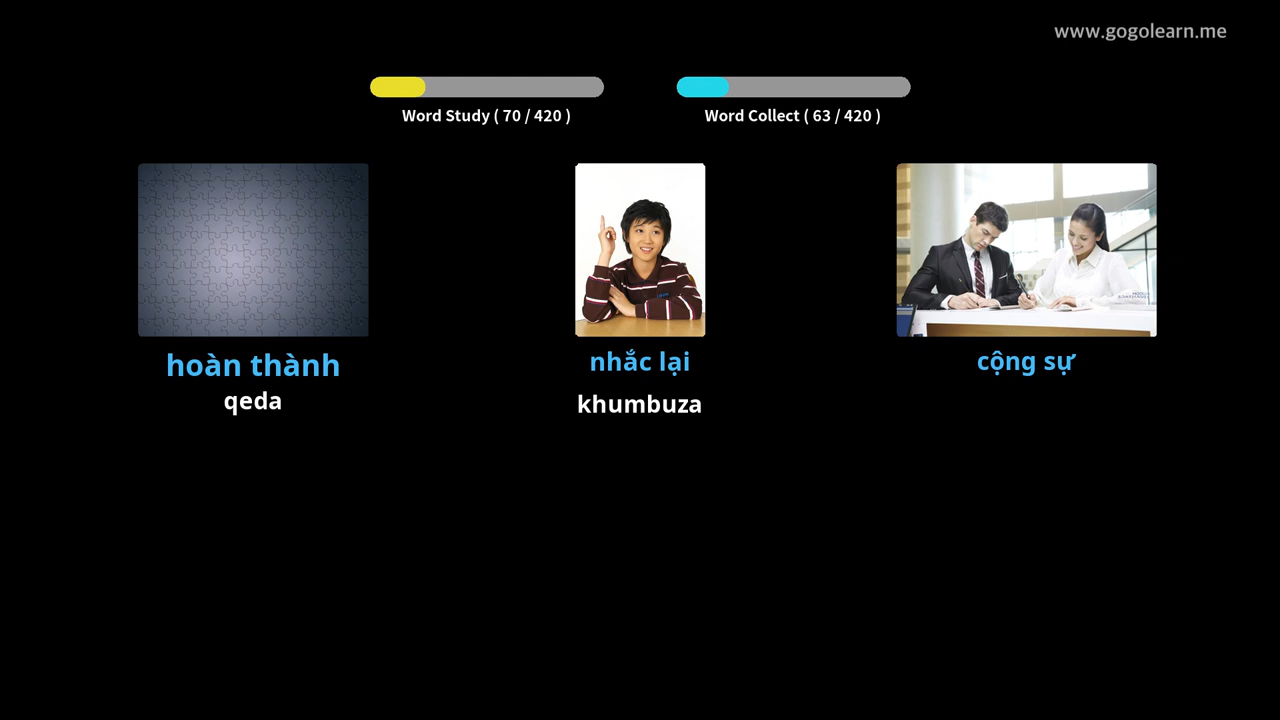 www.gogolearn.me
Word Study ( 70 / 420 )
Word Collect ( 63 / 420 )
hoàn thành
qeda
nhắc lại
khumbuza
cộng sự